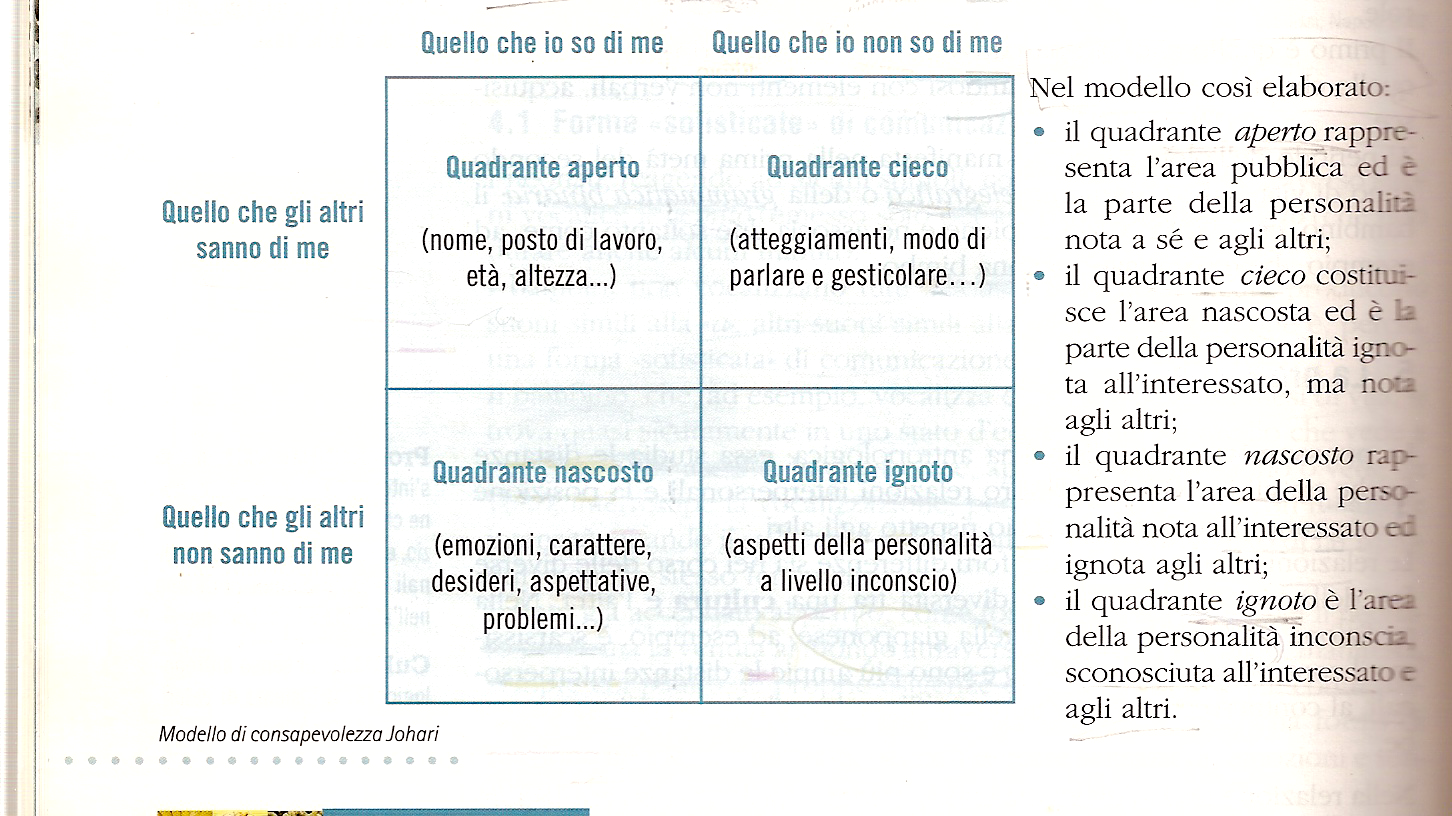 Quello che io so di me
Quello che io non so di me
Quello che gli altri
sanno di me
Quadrante aperto
(nome, posto di lavoro,
età, altezza...)
Quadrante cieco
(atteggiamenti, modo di
parlare e gesticolare...)
Quello che gli altri
non sanno di me
Quadrante nascosto
(emozioni, carattere,
desideri, aspettative,
problemi...)
Quadrante ignoto
(aspetti della personalità
a livello inconscio)
Modello di consapevolezza Johari
Nel modello così elaborato:
• il quadrante aperto rappre-
senta l'area pubblica ed è
la parte della personalità
nota a sé e agli altri;
• il quadrante cieco costitui-
sce l'area nascosta ed è la
parte della personalità igno-
ta all'interessato, ma nota
agli altri;
• il quadrante nascosto rap-
presenta l'area della perso-
nalità nota all'interessato ed
ignota agli altri;
• il quadrante ignoto è l'area
della personalità inconscia,
sconosciuta all'interessato e
agli altri.